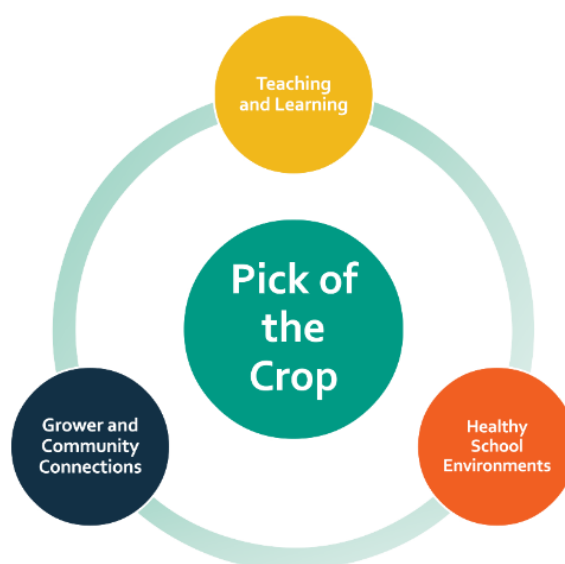 Teaching
and Learning
Pick of
the
Crop
Grower and
Community
Connections
Healthy
School
Environments